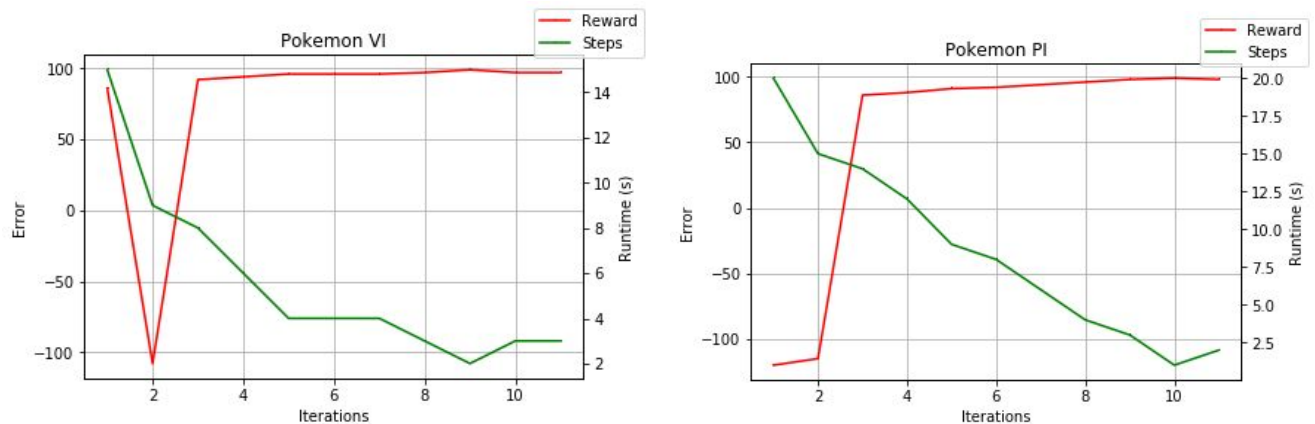 Pokemon VI
Reward
Steps
100
50
0
−50
−100
Error
14
12
10
8
6
4
2
Runtime (s)
2 4 6 8 10
Iterations
Pokemon PI
Reward
Steps
100
50
0
−50
−100
Error
20.0
17.5
15.0
12.5
10.0
7.5
5.0
2.5
Runtime (s)
2 4 6 8 10
Iterations